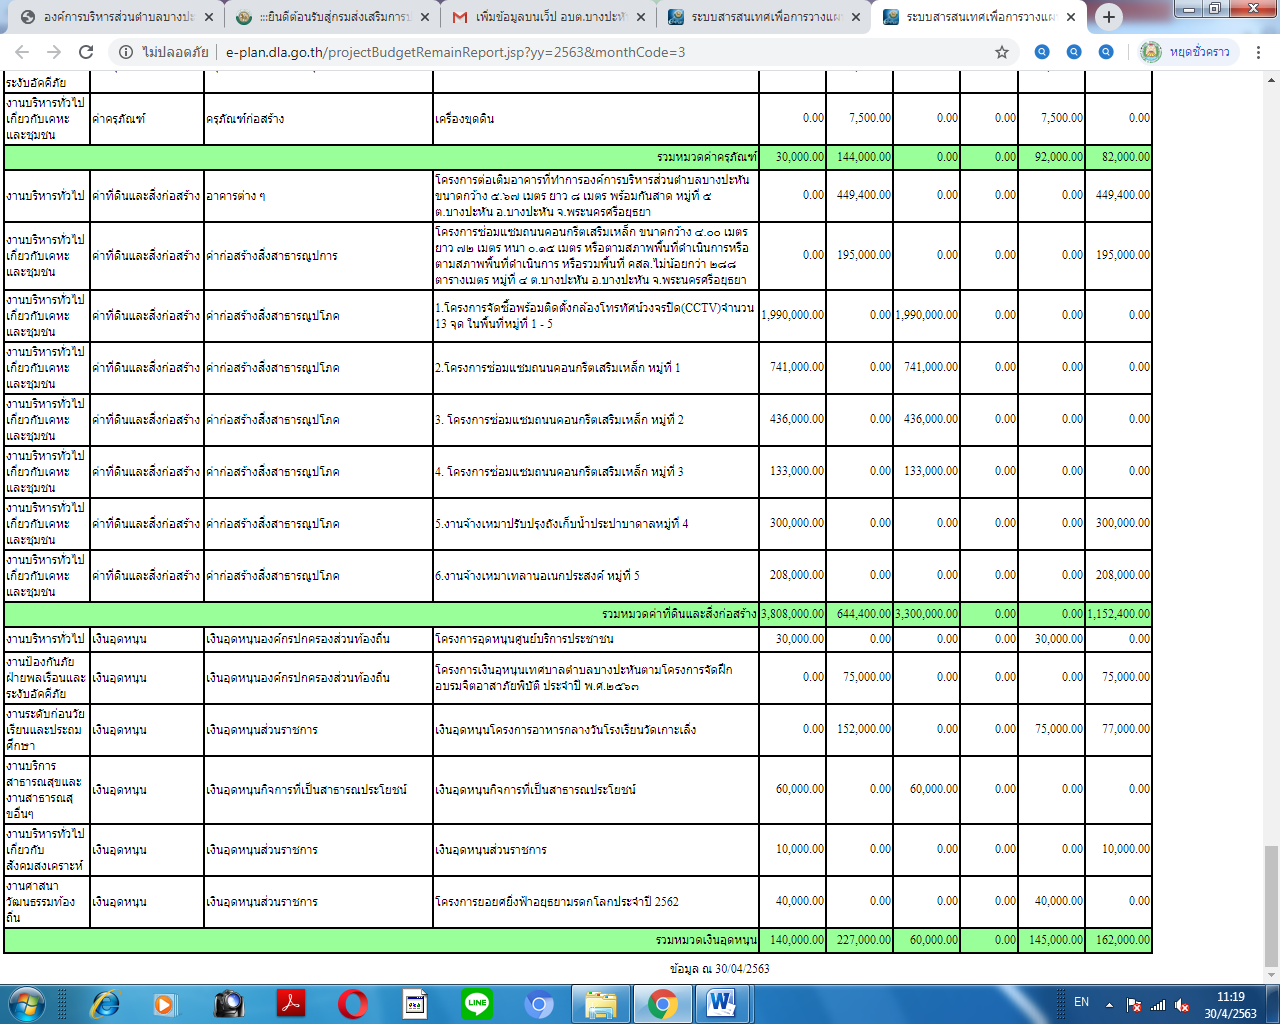 องค์การบริหารส่วนตำบลบางปะ
:::ยินดีต้อนรับสู่กรมส่งเสริมการป
เพิ่มข้อมูลบนเว็ป อบต.บางปะหั
ระบบสารสนเทศเพื่อการวางแผ
ระบบสารสนเทศเพื่อการวางแผ
ไม่ปลอดภัย
e-plan.dla.go.th/projectBudgetRemainReport.jsp?yy=2563&monthCode=3
หยุดชั่วคราว
ระงับอัคคีภัย
งานบริหารทั่วไป
เกี่ยวกับเคหะ
และชุมชน
ค่าครุภัณฑ์
ครุภัณฑ์ก่อสร้าง
เครื่องขุดดิน
0.00 7,500.00 0.00 0.00 7,500.00 0.00
รวมหมวดค่าครุภัณฑ์ 30,000.00 144,000.00 0.00 0.00 92,000.00 82,000.00
งานบริหารทั่วไป
ค่าที่ดินและสิ่งก่อสร้าง
อาคารต่าง ๆ
โครงการต่อเติมอาคารที่ทำการองค์การบริหารส่วนตำบลบางปะหัน
ขนาดกว้าง ๕.๖๗ เมตร ยาว ๘ เมตร พร้อมกันสาด หมู่ที่ ๕
ต.บางปะหัน อ.บางปะหัน จ.พระนครศรีอยุธยา
0.00 449,400.00 0.00 0.00 0.00 449,400.00
งานบริหารทั่วไป
เกี่ยวกับเคหะ
และชุมชน
ค่าที่ดินและสิ่งก่อสร้าง
ค่าก่อสร้างสิ่งสาธารณูปการ
โครงการซ่อมแซมถนนคอนกรีตเสริมเหล็ก ขนาดกว้าง ๔.๐๐ เมตร
ยาว ๗๒ เมตร หนา ๐.๑๕ เมตร หรือตามสภาพพื้นที่ดำเนินการหรือ
ตามสภาพพื้นที่ดำเนินการ หรือรวมพื้นที่ คสล.ไม่น้อยกว่า ๒๘๘
ตารางเมตร หมู่ที่ ๔ ต.บางปะหัน อ.บางปะหัน จ.พระนครศรีอยุธยา
0.00 195,000.00 0.00 0.00 0.00 195,000.00
งานบริหารทั่วไป
เกี่ยวกับเคหะ
และชุมชน
ค่าที่ดินและสิ่งก่อสร้าง
ค่าก่อสร้างสิ่งสาธารณูปโภค
1.โครงการจัดซื้อพร้อมติดตั้งกล้องโทรทัศน์วงจรปิด(CCTV)จำนวน
13 จุด ในพื้นที่หมู่ที่ 1 - 5
1,990,000.00 0.00 1,990,000.00 0.00 0.00 0.00
งานบริหารทั่วไป
เกี่ยวกับเคหะ
และชุมชน
ค่าที่ดินและสิ่งก่อสร้าง
ค่าก่อสร้างสิ่งสาธารณูปโภค
2.โครงการซ่อมแซมถนนคอนกรีตเสริมเหล็ก หมู่ที่ 1
741,000.00 0.00 741,000.00 0.00 0.00 0.00
งานบริหารทั่วไป
เกี่ยวกับเคหะ
และชุมชน
ค่าที่ดินและสิ่งก่อสร้าง
ค่าก่อสร้างสิ่งสาธารณูปโภค
3. โครงการซ่อมแซมถนนคอนกรีตเสริมเหล็ก หมู่ที่ 2
436,000.00 0.00 436,000.00 0.00 0.00 0.00
งานบริหารทั่วไป
เกี่ยวกับเคหะ
และชุมชน
ค่าที่ดินและสิ่งก่อสร้าง
ค่าก่อสร้างสิ่งสาธารณูปโภค
4. โครงการซ่อมแซมถนนคอนกรีตเสริมเหล็ก หมู่ที่ 3
133,000.00 0.00 133,000.00 0.00 0.00 0.00
งานบริหารทั่วไป
เกี่ยวกับเคหะ
และชุมชน
ค่าที่ดินและสิ่งก่อสร้าง
ค่าก่อสร้างสิ่งสาธารณูปโภค
5.งานจ้างเหมาปรับปรุงถังเก็บน้ำประปาบาดาลหมู่ที่ 4
300,000.00 0.00 0.00 0.00 0.00 300,000.00
งานบริหารทั่วไป
เกี่ยวกับเคหะ
และชุมชน
ค่าที่ดินและสิ่งก่อสร้าง
ค่าก่อสร้างสิ่งสาธารณูปโภค
6.งานจ้างเหมาเทลานอเนกประสงค์ หมู่ที่ 5
208,000.00 0.00 0.00 0.00 0.00 208,000.00
รวมหมวดค่าที่ดินและสิ่งก่อสร้าง 3,808,000.00 644,400.00 3,300,000.00 0.00 0.00 1,152,400.00
งานบริหารทั่วไป
เงินอุดหนุน
เงินอุดหนุนองค์กรปกครองส่วนท้องถิ่น
โครงการอุดหนุนศูนย์บริการประชาชน
30,000.00 0.00 0.00 0.00 30,000.00 0.00
งานป้องกันภัย
ฝ่ายพลเรือนและ
ระงับอัคคีภัย
เงินอุดหนุน
เงินอุดหนุนองค์กรปกครองส่วนท้องถิ่น
โครงการเงินอุหนุนเทศบาลตำบลบางปะหันตามโครงการจัดฝึก
อบรมจิตอาสาภัยพิบัติ ประจำปี พ.ศ.๒๕๖๓
0.00 75,000.00 0.00 0.00 0.00 75,000.00
งานระดับก่อนวัย
เรียนและประถม
ศึกษา
เงินอุดหนุน
เงินอุดหนุนส่วนราชการ
เงินอุดหนุนโครงการอาหารกลางวันโรงเรียนวัดเกาะเลิ่ง
0.00 152,000.00 0.00 0.00 75,000.00 77,000.00
งานบริการ
สาธารณสุขและ
งานสาธารณสุ
ขอื่นๆ
เงินอุดหนุน
เงินอุดหนุนกิจการที่เป็นสาธารณประโยชน์
เงินอุดหนุนกิจการที่เป็นสาธารณประโยชน์
60,000.00 0.00 60,000.00 0.00 0.00 0.00
งานบริหารทั่วไป
เกี่ยวกับ
สังคมสงเคราะห์
เงินอุดหนุน
เงินอุดหนุนส่วนราชการ
เงินอุดหนุนส่วนราชการ
10,000.00 0.00 0.00 0.00 0.00 10,000.00
งานศาสนา
วัฒนธรรมท้อง
ถิ่น
เงินอุดหนุน
เงินอุดหนุนส่วนราชการ
โครงการยอยศยิ่งฟ้าอยุธยามรดกโลกประจำปี 2562
40,000.00 0.00 0.00 0.00 40,000.00 0.00
รวมหมวดเงินอุดหนุน 140,000.00 227,000.00 60,000.00 0.00 145,000.00 162,000.00
ข้อมูล ณ 30/04/2563
LINE
EN
11:19
30/4/2563